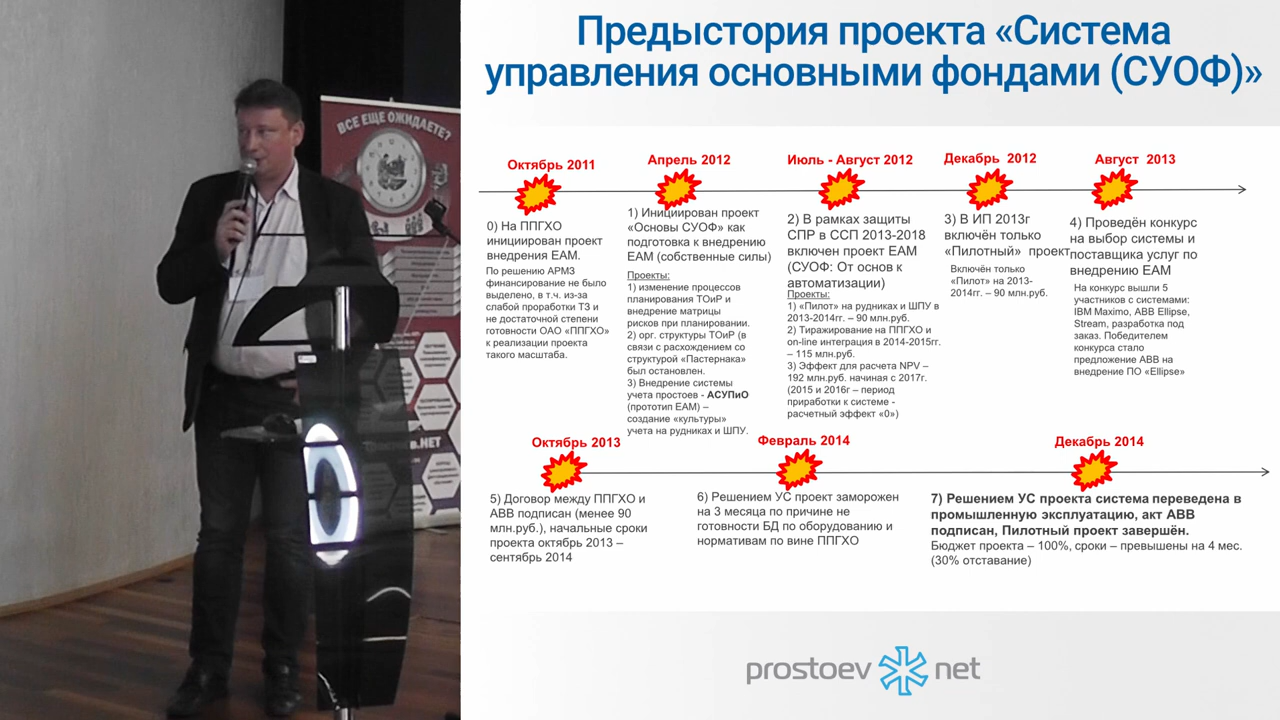 Предыстория проекта «Система
управления основными фондами (СУОФ)»
ВСЕ ЕЩЕ ОЖИДАЕТЕ?
Октябрь 2011
0) На ППГХО
инициирован проект
внедрения ЕАМ.
По решению АРМЗ
финансирование не было
выделено, в т.ч. из-за
слабой проработки ТЗ и
не достаточной степени
готовности ОАО «ППГХО»
к реализации проекта
такого масштаба.
Апрель 2012
1) Инициирован проект
«Основы СУОФ» как
подготовка к внедрению
ЕАМ (собственные силы)
Проекты:
1) изменение процессов
планирования ТОиР и
внедрение матрицы
рисков при планировании.
2) орг. структуры ТОиР (в
связи с расхождением со
структурой «Пастернака»
был остановлен.
3) Внедрение системы
учета простоев - АСУПиО
(прототип ЕАМ) –
создание «культуры»
учета на рудниках и ШПУ.
Июль - Август 2012
2) В рамках защиты
СПР в ССП 2013-2018
включен проект ЕАМ
(СУОФ: От основ к
автоматизации)
Проекты:
1) «Пилот» на рудниках и ШПУ в
2013-2014гг. – 90 млн.руб.
2) Тиражирование на ППГХО и
on-line интеграция в 2014-2015гг.
– 115 млн.руб.
3) Эффект для расчета NPV –
192 млн.руб. начиная с 2017г.
(2015 и 2016г – период
приработки к системе -
расчетный эффект «0»)
Декабрь 2012
3) В ИП 2013г
включён только
«Пилотный» проект
Включён только
«Пилот» на 2013-
2014гг. – 90 млн.руб.
Август 2013
4) Проведён конкурс
на выбор системы и
поставщика услуг по
внедрению ЕАМ
На конкурс вышли 5
участников с системами:
IBM Maximo, ABB Ellipse,
Stream, разработка под
заказ. Победителем
конкурса стало
предложение АВВ на
внедрение ПО «Ellipse»
Октябрь 2013
5) Договор между ППГХО и
АВВ подписан (менее 90
млн.руб.), начальные сроки
проекта октябрь 2013 –
сентябрь 2014
Февраль 2014
6) Решением УС проект заморожен
на 3 месяца по причине не
готовности БД по оборудованию и
нормативам по вине ППГХО
Декабрь 2014
7) Решением УС проекта система переведена в
промышленную эксплуатацию, акт АВВ
подписан, Пилотный проект завершён.
Бюджет проекта – 100%, сроки – превышены на 4 мес.
(30% отставание)
prostoev net